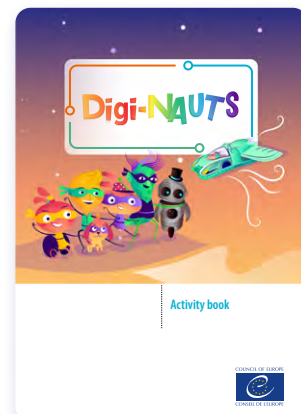 Digi-NAUTS
Activity book
COUNCIL OF EUROPE
CONSEIL DE L'EUROPE